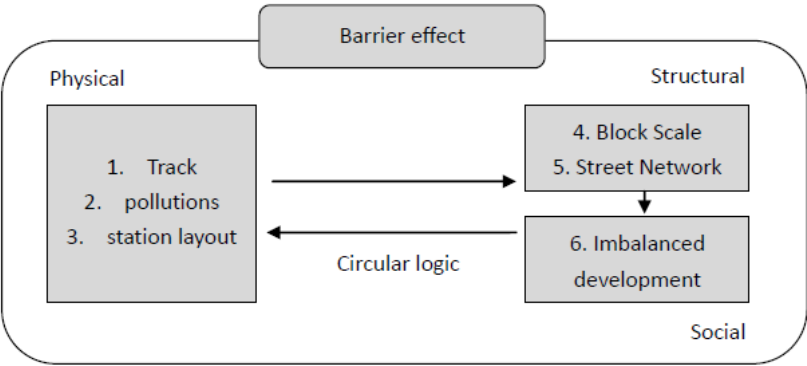 Barrier effect
Physical
Structural
1. Track
2. pollutions
3. station layout
4. Block Scale
5. Street Network
6. Imbalanced
development
Circular logic
Social